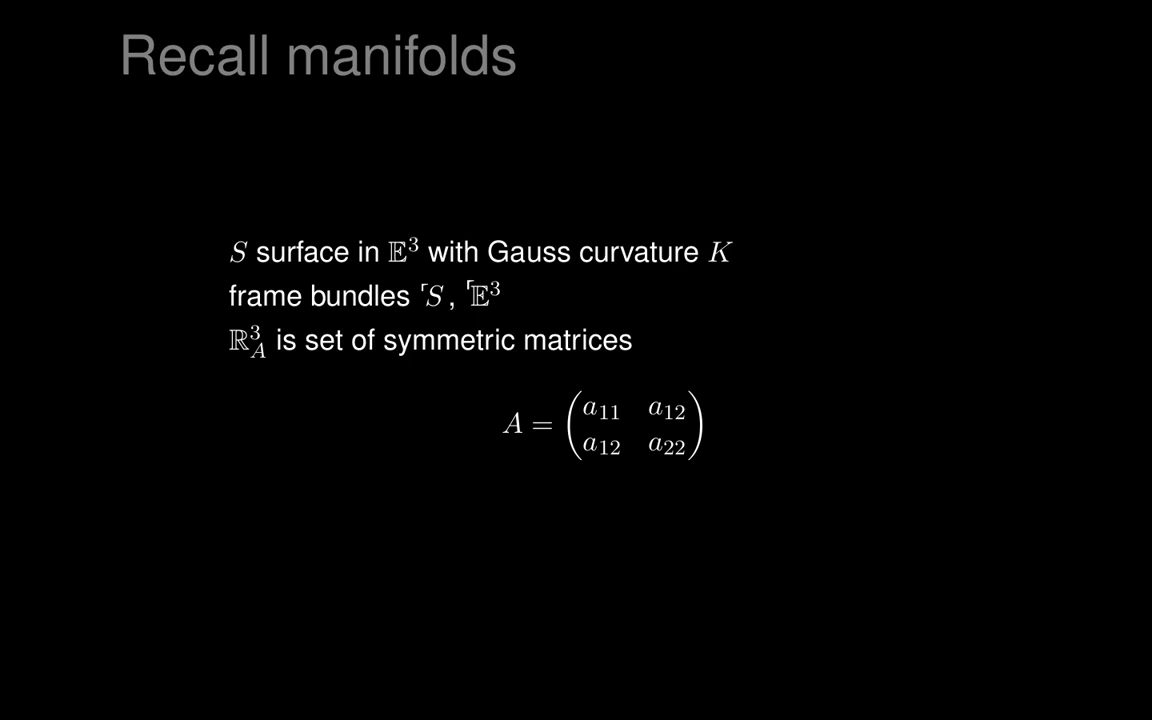 Recall manifolds
S surface in 𝔼³ with Gauss curvature K
frame bundles ⌜S , ⌜𝔼³
ℝ³_A is set of symmetric matrices
A = (a₁₁ a₁₂
a₁₂ a₂₂)